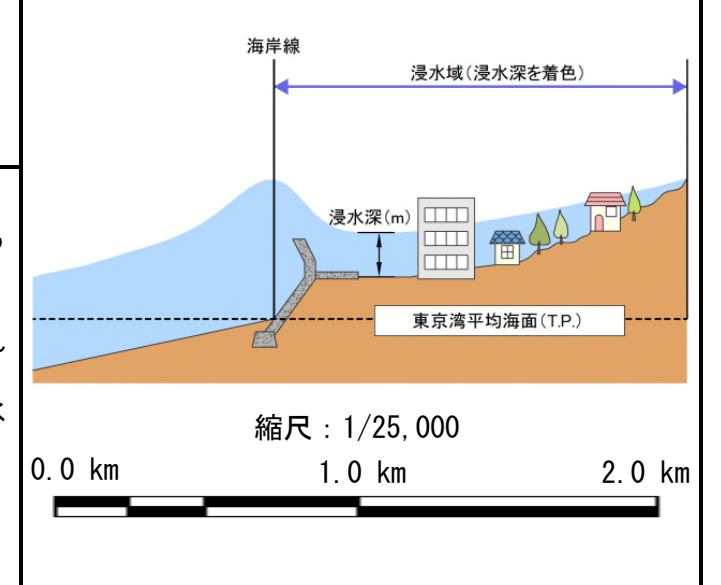 海岸線
浸水域(浸水深を着色)
浸水深(m)
東京湾平均海面(T.P.)
縮尺：1/25,000
0.0 km 1.0 km 2.0 km